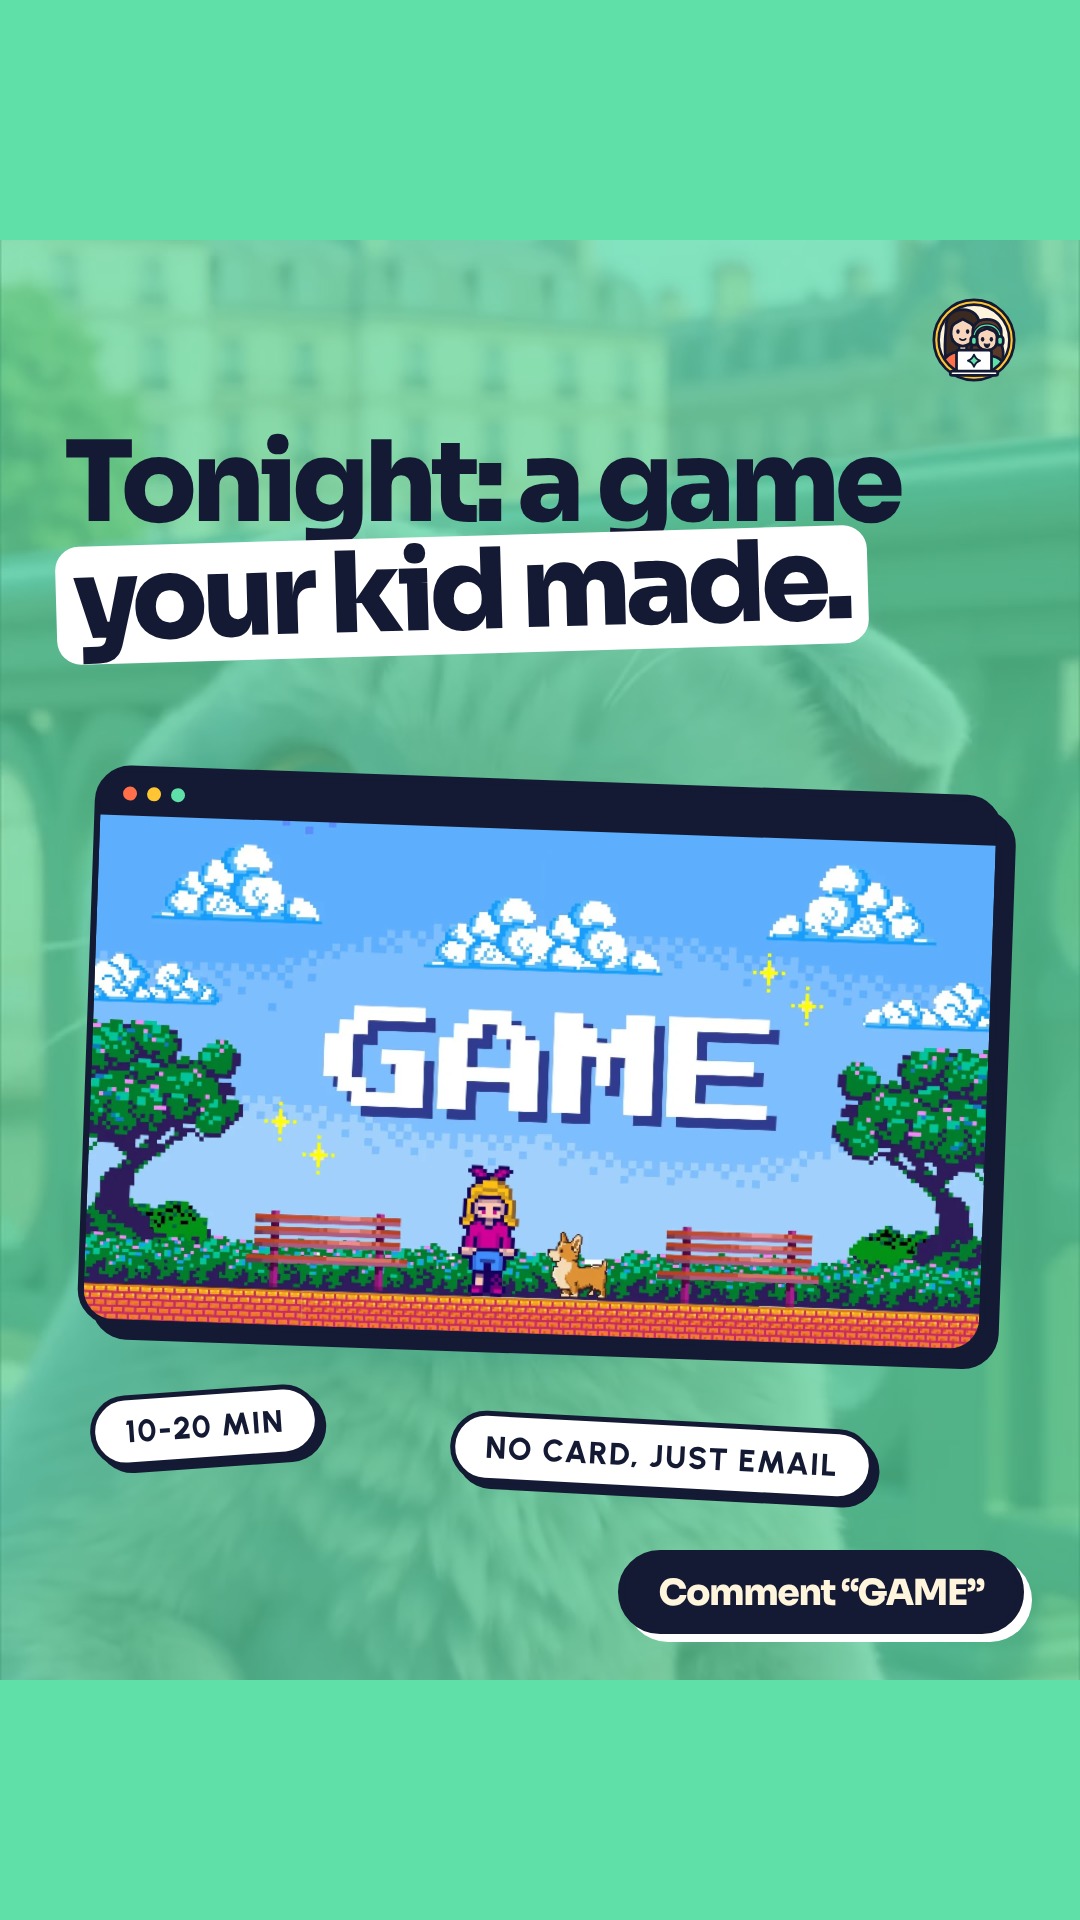 Tonight: a game
your kid made.
GAME
10-20 MIN
NO CARD, JUST EMAIL
Comment “GAME”